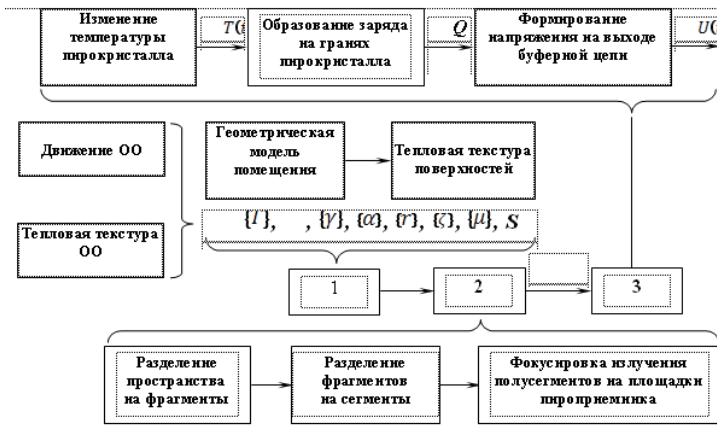 Изменение
температуры
пирокристалла
T(
Образование заряда
на гранях
пирокристалла
Q
Формирование
напряжения на выходе
буферной цепи
U(
Движение ОО
Тепловая текстура
ОО
Геометрическая
модель
помещения
Тепловая текстура
поверхностей
{T}, , {γ}, {α}, {r}, {ζ}, {μ}, S
1
2
3
Разделение
пространства
на фрагменты
Разделение
фрагментов
на сегменты
Фокусировка излучения
полусегментов на площадки
пироприемника